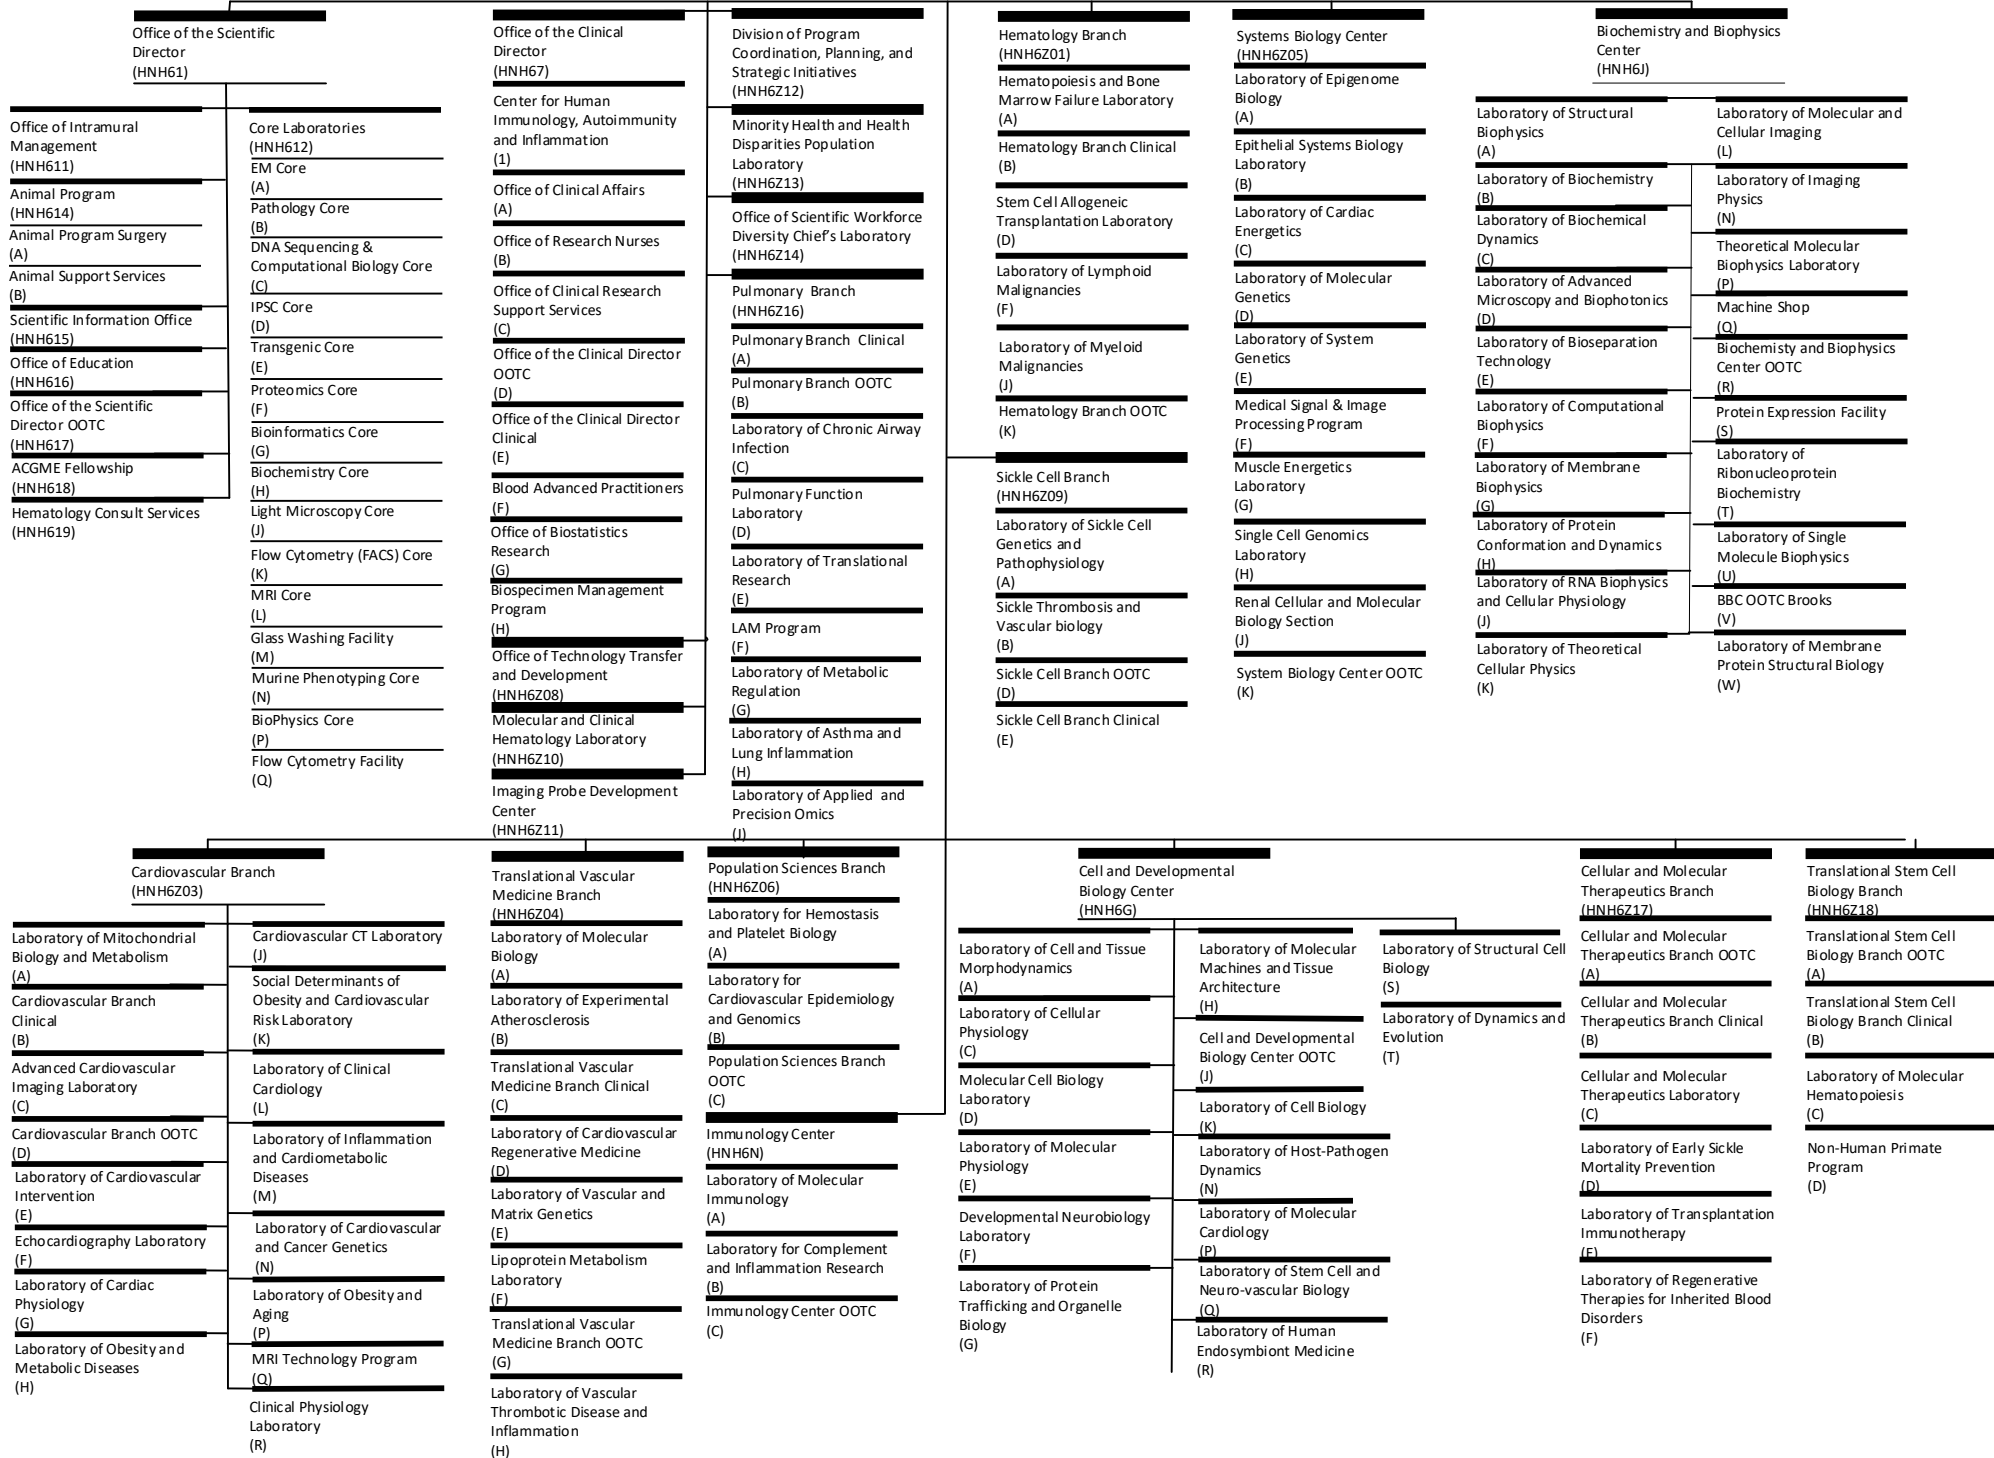 Office of the Scientific
Director
(HNH61)
Office of Intramural
Management
(HNH611)
Animal Program
(HNH614)
Animal Program Surgery
(A)
Animal Support Services
(B)
Scientific Information Office
(HNH615)
Office of Education
(HNH616)
Office of the Scientific
Director OOTC
(HNH617)
ACGME Fellowship
(HNH618)
Hematology Consult Services
(HNH619)
Core Laboratories
(HNH612)
EM Core
(A)
Pathology Core
(B)
DNA Sequencing &
Computational Biology Core
(C)
IPSC Core
(D)
Transgenic Core
(E)
Proteomics Core
(F)
Bioinformatics Core
(G)
Biochemistry Core
(H)
Light Microscopy Core
(J)
Flow Cytometry (FACS) Core
(K)
MRI Core
(L)
Glass Washing Facility
(M)
Murine Phenotyping Core
(N)
BioPhysics Core
(P)
Flow Cytometry Facility
(Q)
Office of the Clinical
Director
(HNH67)
Center for Human
Immunology, Autoimmunity
and Inflammation
(1)
Office of Clinical Affairs
(A)
Office of Research Nurses
(B)
Office of Clinical Research
Support Services
(C)
Office of the Clinical Director
OOTC
(D)
Office of the Clinical Director
Clinical
(E)
Blood Advanced Practitioners
(F)
Office of Biostatistics
Research
(G)
Biospecimen Management
Program
(H)
Office of Technology Transfer
and Development
(HNH6Z08)
Molecular and Clinical
Hematology Laboratory
(HNH6Z10)
Imaging Probe Development
Center
(HNH6Z11)
Division of Program
Coordination, Planning, and
Strategic Initiatives
(HNH6Z12)
Minority Health and Health
Disparities Population
Laboratory
(HNH6Z13)
Office of Scientific Workforce
Diversity Chief's Laboratory
(HNH6Z14)
Pulmonary Branch
(HNH6Z16)
Pulmonary Branch Clinical
(A)
Pulmonary Branch OOTC
(B)
Laboratory of Chronic Airway
Infection
(C)
Pulmonary Function
Laboratory
(D)
Laboratory of Translational
Research
(E)
LAM Program
(F)
Laboratory of Metabolic
Regulation
(G)
Laboratory of Asthma and
Lung Inflammation
(H)
Laboratory of Applied and
Precision Omics
(J)
Hematology Branch
(HNH6Z01)
Hematopoiesis and Bone
Marrow Failure Laboratory
(A)
Hematology Branch Clinical
(B)
Stem Cell Allogeneic
Transplantation Laboratory
(D)
Laboratory of Lymphoid
Malignancies
(F)
Laboratory of Myeloid
Malignancies
(J)
Hematology Branch OOTC
(K)
Sickle Cell Branch
(HNH6Z09)
Laboratory of Sickle Cell
Genetics and
Pathophysiology
(A)
Sickle Thrombosis and
Vascular biology
(B)
Sickle Cell Branch OOTC
(D)
Sickle Cell Branch Clinical
(E)
Systems Biology Center
(HNH6Z05)
Laboratory of Epigenome
Biology
(A)
Epithelial Systems Biology
Laboratory
(B)
Laboratory of Cardiac
Energetics
(C)
Laboratory of Molecular
Genetics
(D)
Laboratory of System
Genetics
(E)
Medical Signal & Image
Processing Program
(F)
Muscle Energetics
Laboratory
(G)
Single Cell Genomics
Laboratory
(H)
Renal Cellular and Molecular
Biology Section
(J)
System Biology Center OOTC
(K)
Biochemistry and Biophysics
Center
(HNH6J)
Laboratory of Structural
Biophysics
(A)
Laboratory of Biochemistry
(B)
Laboratory of Biochemical
Dynamics
(C)
Laboratory of Advanced
Microscopy and Biophotonics
(D)
Laboratory of Bioseparation
Technology
(E)
Laboratory of Computational
Biophysics
(F)
Laboratory of Membrane
Biophysics
(G)
Laboratory of Protein
Conformation and Dynamics
(H)
Laboratory of RNA Biophysics
and Cellular Physiology
(J)
Laboratory of Theoretical
Cellular Physics
(K)
Laboratory of Molecular and
Cellular Imaging
(L)
Laboratory of Imaging
Physics
(N)
Theoretical Molecular
Biophysics Laboratory
(P)
Machine Shop
(Q)
Biochemisty and Biophysics
Center OOTC
(R)
Protein Expression Facility
(S)
Laboratory of
Ribonucleoprotein
Biochemistry
(T)
Laboratory of Single
Molecule Biophysics
(U)
BBC OOTC Brooks
(V)
Laboratory of Membrane
Protein Structural Biology
(W)
Cardiovascular Branch
(HNH6Z03)
Laboratory of Mitochondrial
Biology and Metabolism
(A)
Cardiovascular Branch
Clinical
(B)
Advanced Cardiovascular
Imaging Laboratory
(C)
Cardiovascular Branch OOTC
(D)
Laboratory of Cardiovascular
Intervention
(E)
Echocardiography Laboratory
(F)
Laboratory of Cardiac
Physiology
(G)
Laboratory of Obesity and
Metabolic Diseases
(H)
Cardiovascular CT Laboratory
(J)
Social Determinants of
Obesity and Cardiovascular
Risk Laboratory
(K)
Laboratory of Clinical
Cardiology
(L)
Laboratory of Inflammation
and Cardiometabolic
Diseases
(M)
Laboratory of Cardiovascular
and Cancer Genetics
(N)
Laboratory of Obesity and
Aging
(P)
MRI Technology Program
(Q)
Clinical Physiology
Laboratory
(R)
Translational Vascular
Medicine Branch
(HNH6Z04)
Laboratory of Molecular
Biology
(A)
Laboratory of Experimental
Atherosclerosis
(B)
Translational Vascular
Medicine Branch Clinical
(C)
Laboratory of Cardiovascular
Regenerative Medicine
(D)
Laboratory of Vascular and
Matrix Genetics
(E)
Lipoprotein Metabolism
Laboratory
(F)
Translational Vascular
Medicine Branch OOTC
(G)
Laboratory of Vascular
Thrombotic Disease and
Inflammation
(H)
Population Sciences Branch
(HNH6Z06)
Laboratory for Hemostasis
and Platelet Biology
(A)
Laboratory for
Cardiovascular Epidemiology
and Genomics
(B)
Population Sciences Branch
OOTC
(C)
Immunology Center
(HNH6N)
Laboratory of Molecular
Immunology
(A)
Laboratory for Complement
and Inflammation Research
(B)
Immunology Center OOTC
(C)
Cell and Developmental
Biology Center
(HNH6G)
Laboratory of Cell and Tissue
Morphodynamics
(A)
Laboratory of Cellular
Physiology
(C)
Molecular Cell Biology
Laboratory
(D)
Laboratory of Molecular
Physiology
(E)
Developmental Neurobiology
Laboratory
(F)
Laboratory of Protein
Trafficking and Organelle
Biology
(G)
Laboratory of Molecular
Machines and Tissue
Architecture
(H)
Cell and Developmental
Biology Center OOTC
(J)
Laboratory of Cell Biology
(K)
Laboratory of Host-Pathogen
Dynamics
(N)
Laboratory of Molecular
Cardiology
(P)
Laboratory of Stem Cell and
Neuro-vascular Biology
(Q)
Laboratory of Human
Endosymbiont Medicine
(R)
Laboratory of Structural Cell
Biology
(S)
Laboratory of Dynamics and
Evolution
(T)
Cellular and Molecular
Therapeutics Branch
(HNH6Z17)
Cellular and Molecular
Therapeutics Branch OOTC
(A)
Cellular and Molecular
Therapeutics Branch Clinical
(B)
Cellular and Molecular
Therapeutics Laboratory
(C)
Laboratory of Early Sickle
Mortality Prevention
(D)
Laboratory of Transplantation
Immunotherapy
(E)
Laboratory of Regenerative
Therapies for Inherited Blood
Disorders
(F)
Translational Stem Cell
Biology Branch
(HNH6Z18)
Translational Stem Cell
Biology Branch OOTC
(A)
Translational Stem Cell
Biology Branch Clinical
(B)
Laboratory of Molecular
Hematopoiesis
(C)
Non-Human Primate
Program
(D)